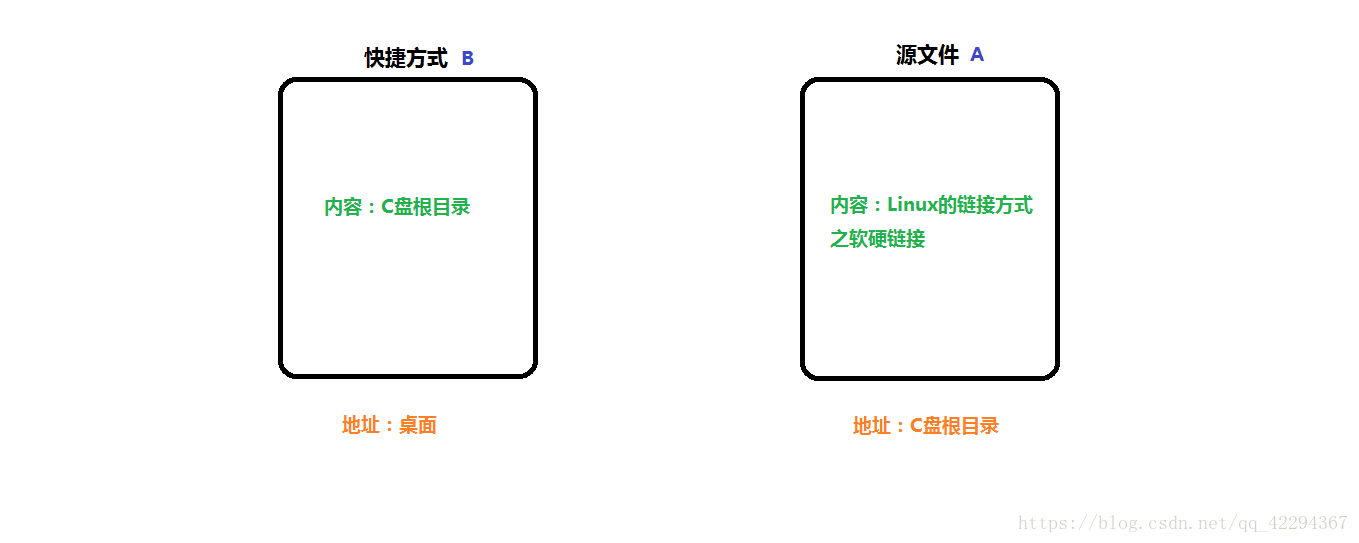 快捷方式 B
源文件 A
内容：C盘根目录
内容：Linux的链接方式
之软硬链接
地址：桌面
地址：C盘根目录
https://blog.csdn.net/qq_42294367